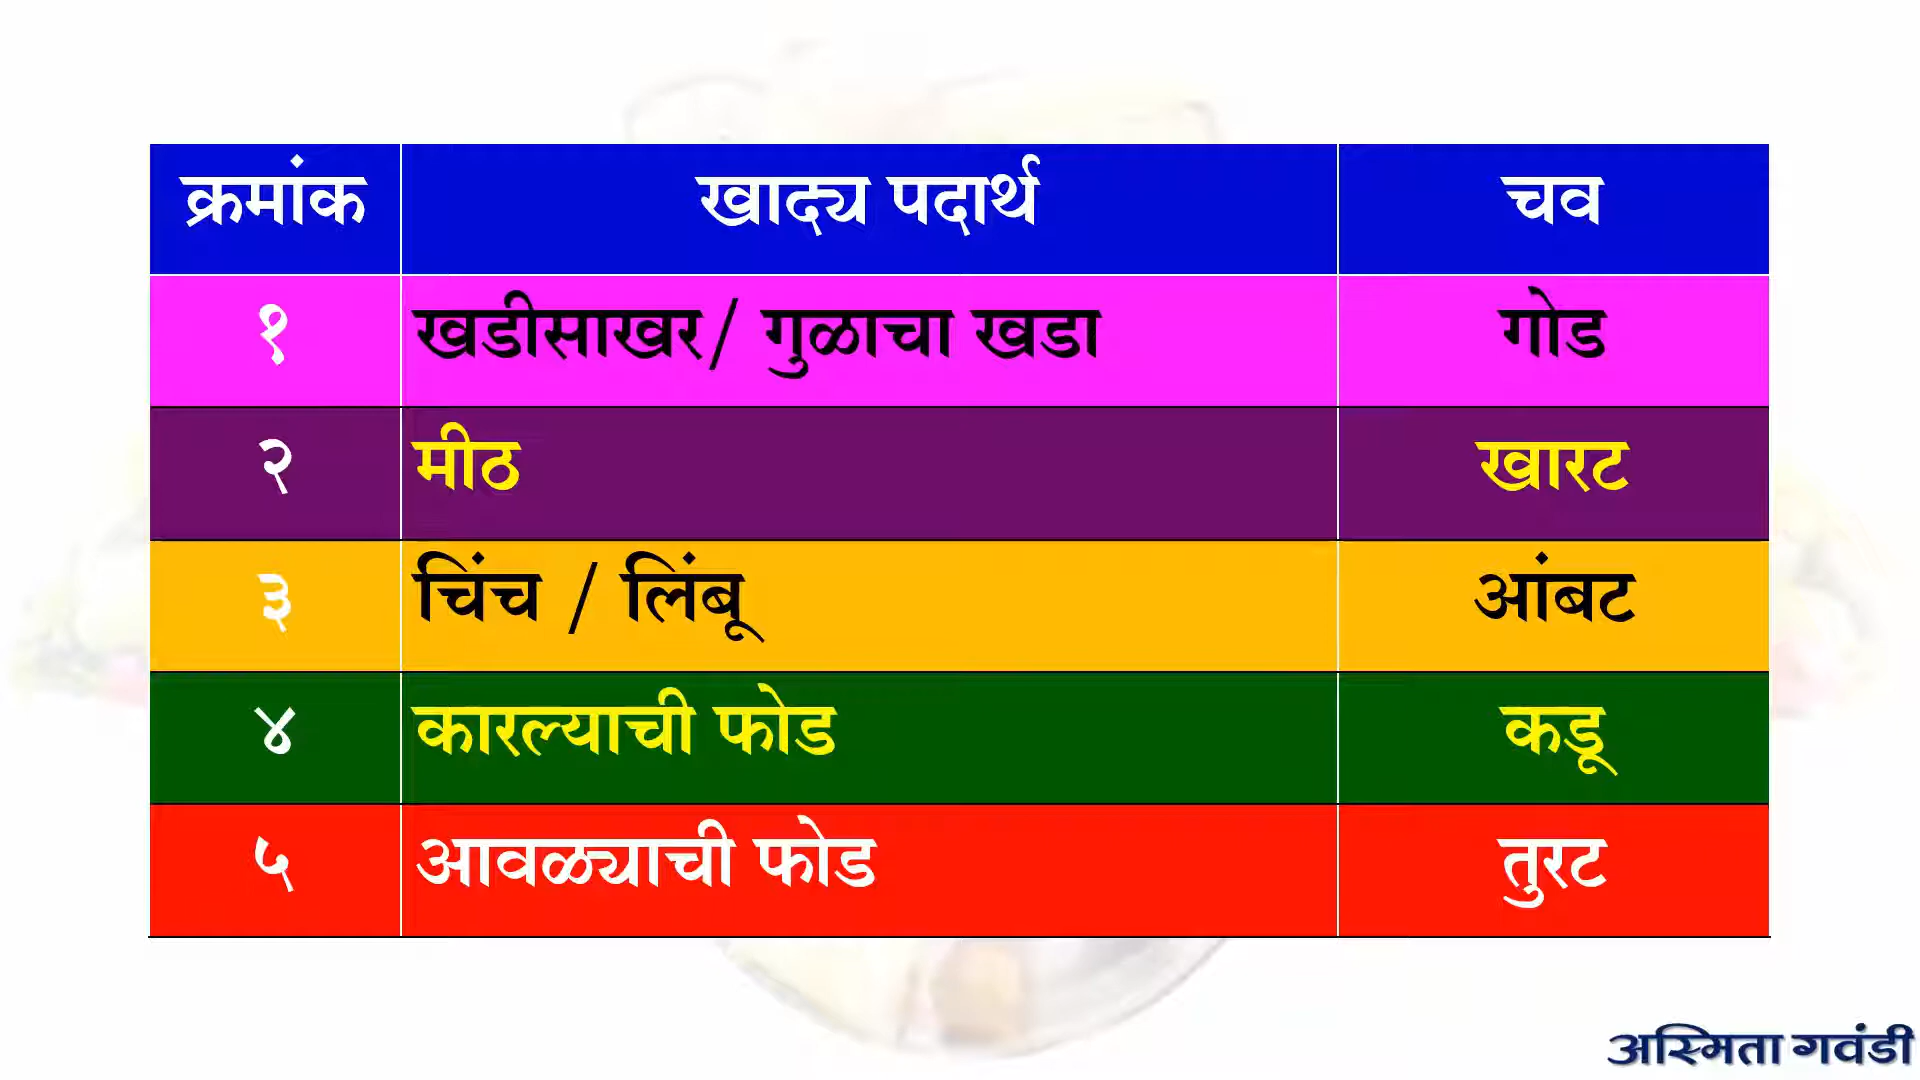 क्रमांक खाद्य पदार्थ चव
१ खडीसाखर/ गुळाचा खडा गोड
२ मीठ खारट
३ चिंच / लिंबू आंबट
४ कारल्याची फोड कडू
५ आवळ्याची फोड तुरट
अस्मिता गवंडी